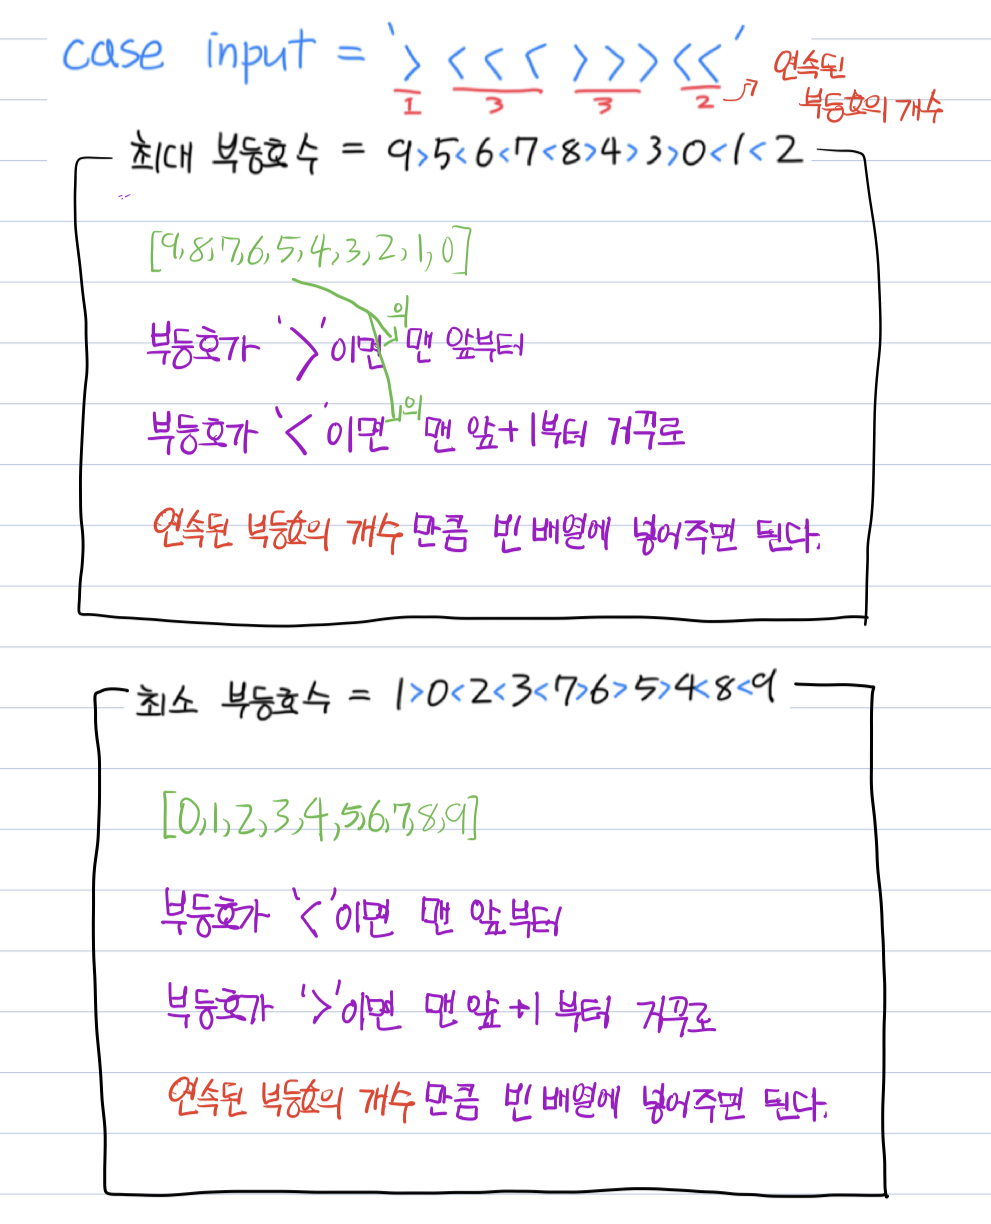 case input = '> < < < > > > < <'
1 3 3 2 연속된
부등호의 개수
최대 부등호수 = 9>5<6<7<8>4>3>0<1<2
[9,8,7,6,5,4,3,2,1,0]
의
부등호가 '>'이면 맨 앞부터
의
부등호가 '<'이면 맨 앞+1부터 거꾸로
연속된 부등호의 개수 만큼 빈 배열에 넣어주면 된다.
최소 부등호수 = 1>0<2<3<7>6>5>4<8<9
[0,1,2,3,4,5,6,7,8,9]
부등호가 '<'이면 맨 앞부터
부등호가 '>'이면 맨 앞+1 부터 거꾸로
연속된 부등호의 개수 만큼 빈 배열에 넣어주면 된다.